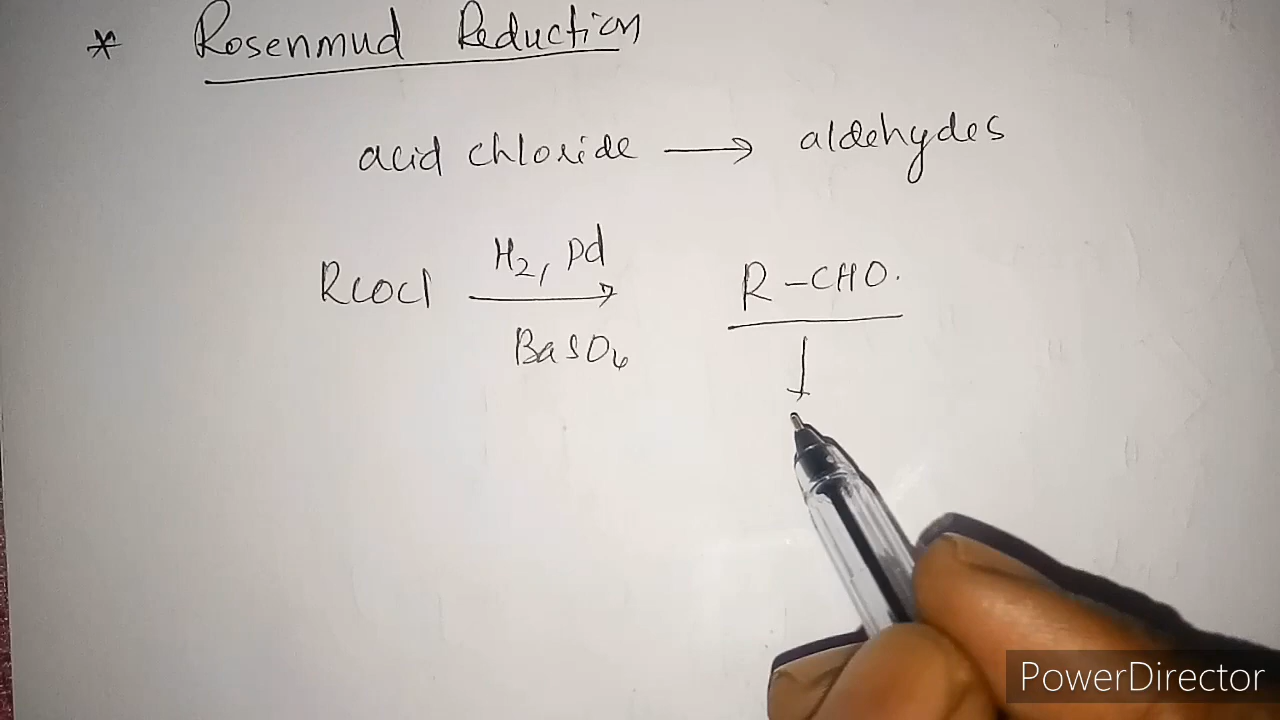 * Rosenmud Reduction
acid chloride → aldehydes
H2, Pd
RCOCl → R-CHO.
BaSO4
↓
PowerDirector